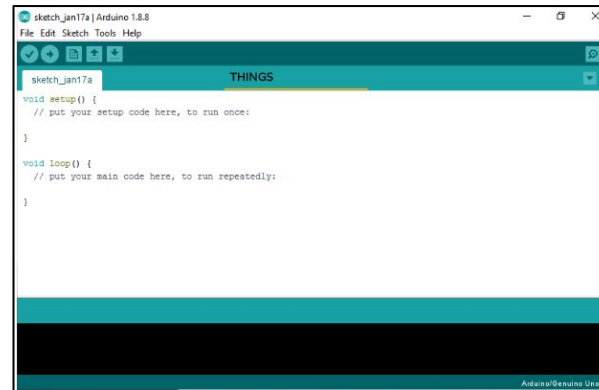 sketch_jan17a | Arduino 1.8.8
File Edit Sketch Tools Help
sketch_jan17a
THINGS
void setup() {
// put your setup code here, to run once:
}
void loop() {
// put your main code here, to run repeatedly:
}
Arduino/Genuino Uno